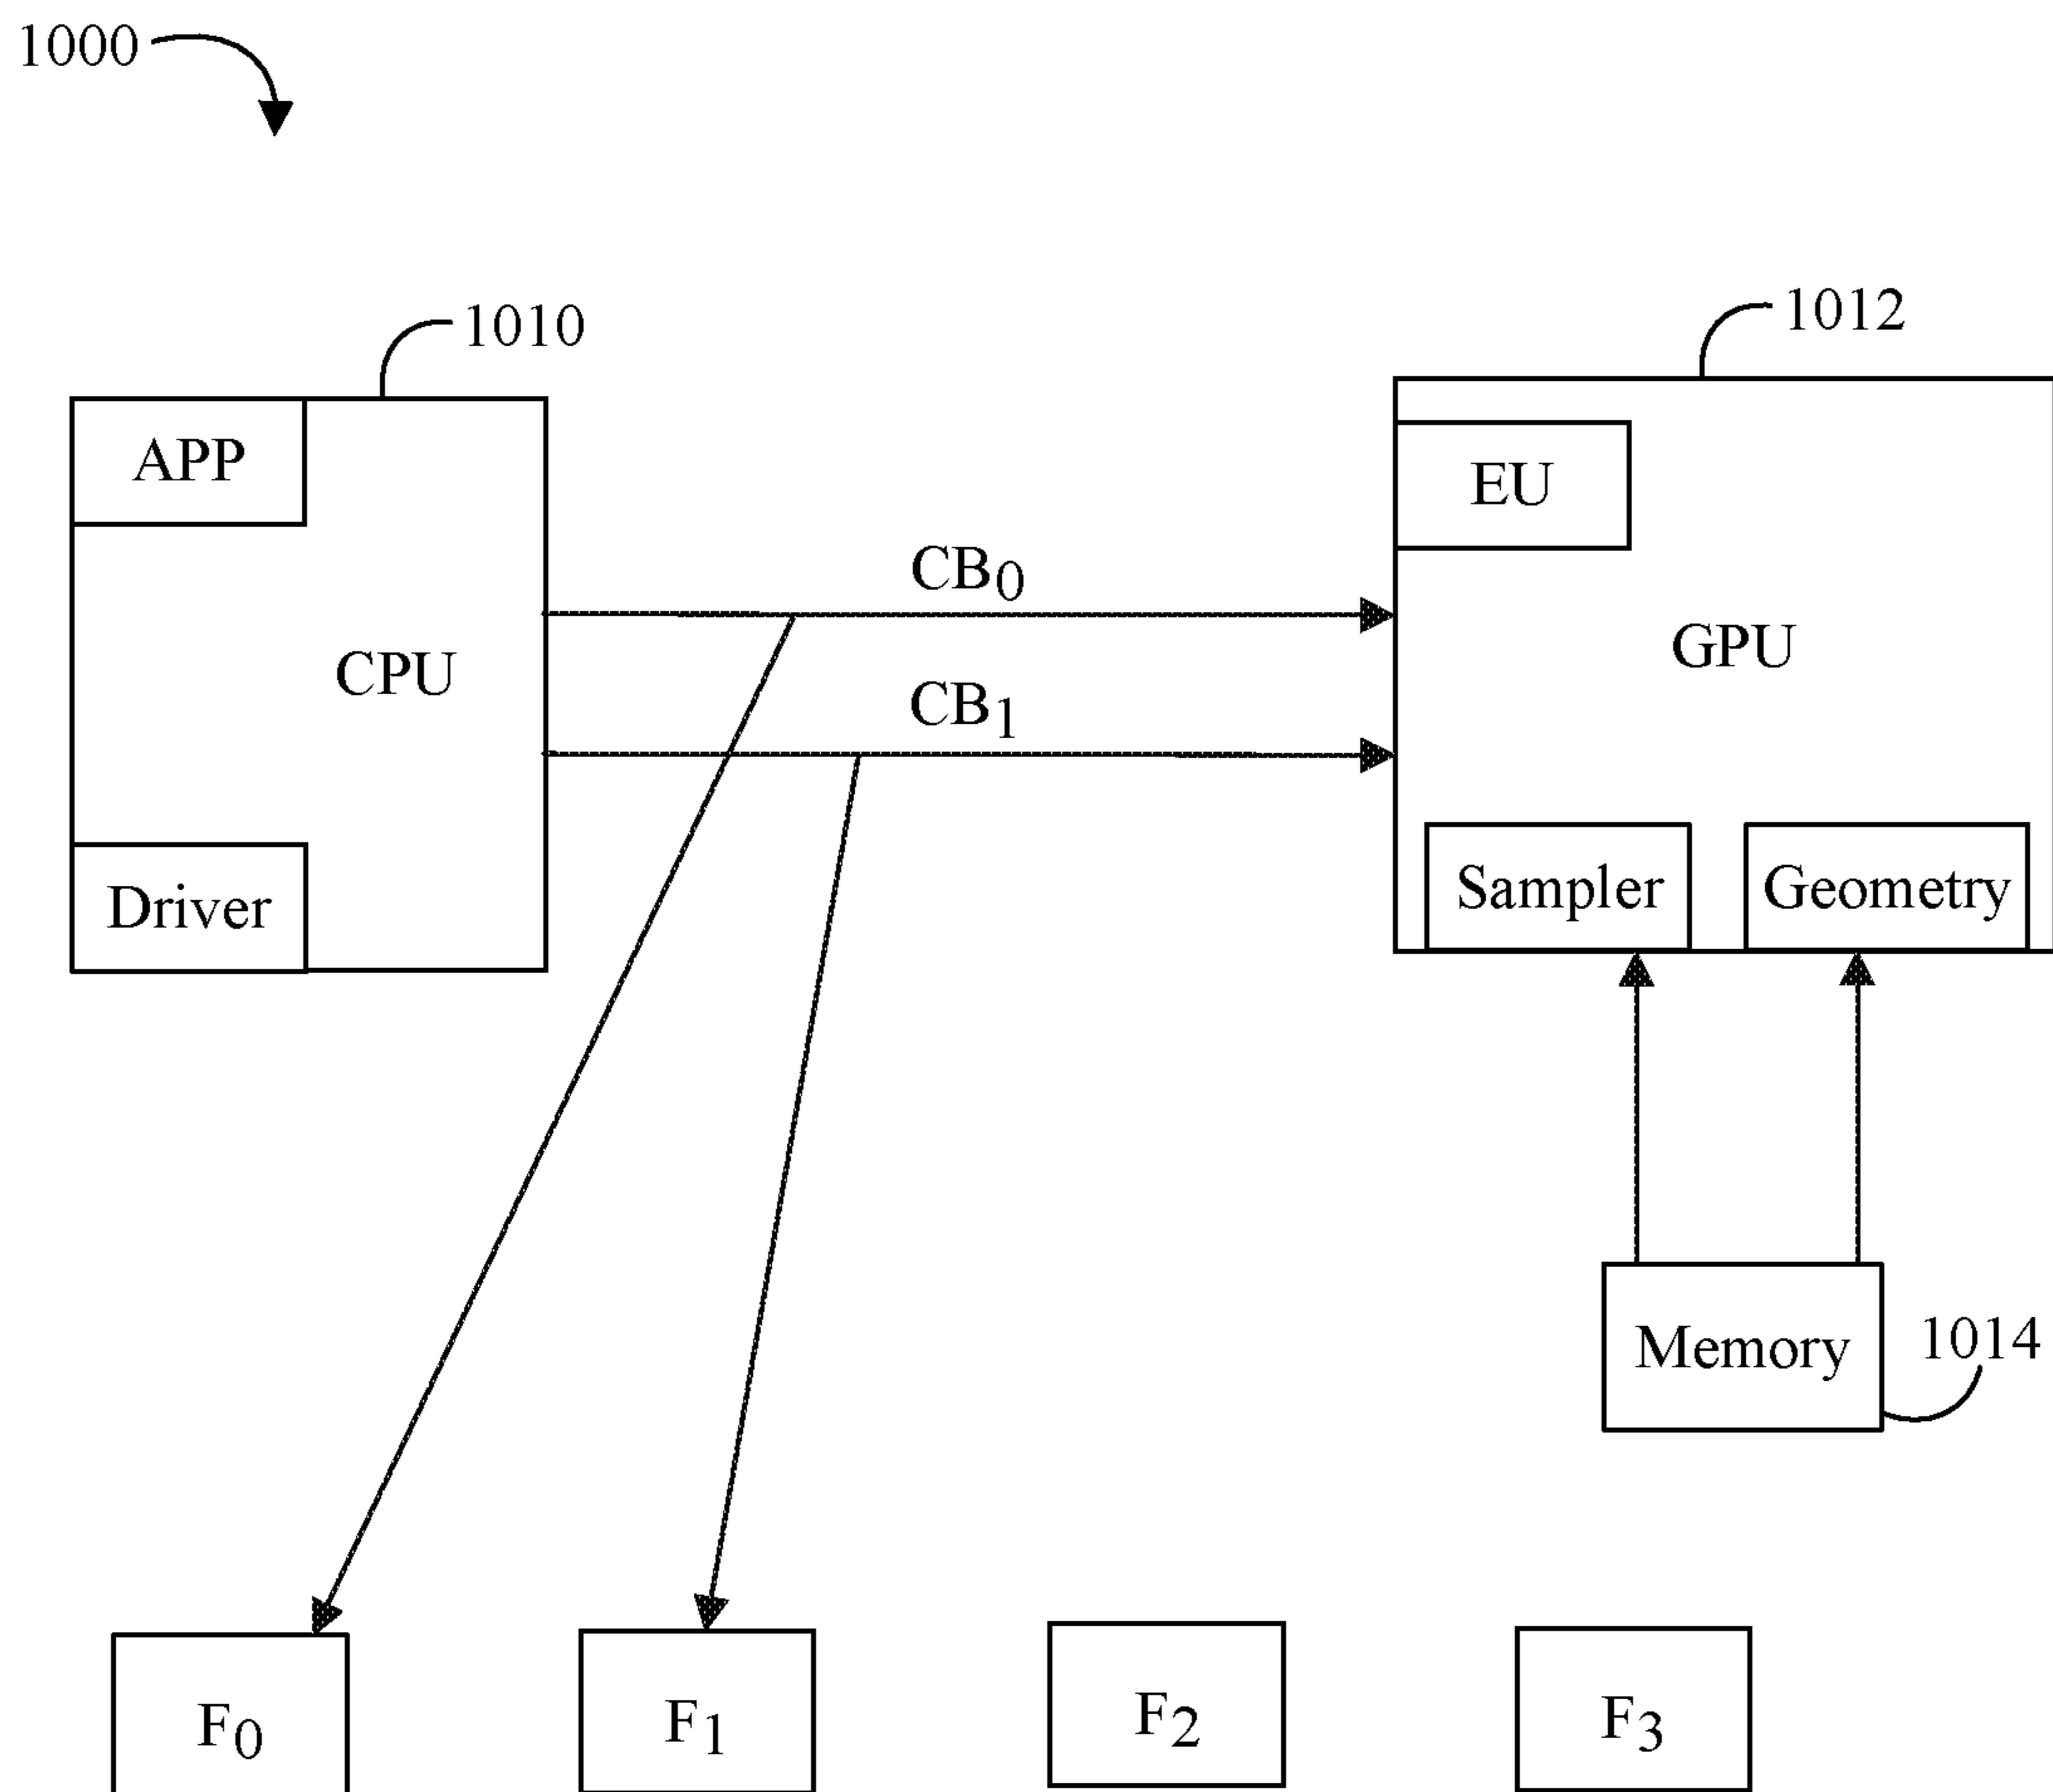 1000
1010
1012
APP
EU
CB0
CPU
GPU
CB1
Driver
Sampler
Geometry
Memory
1014
F0
F1
F2
F3